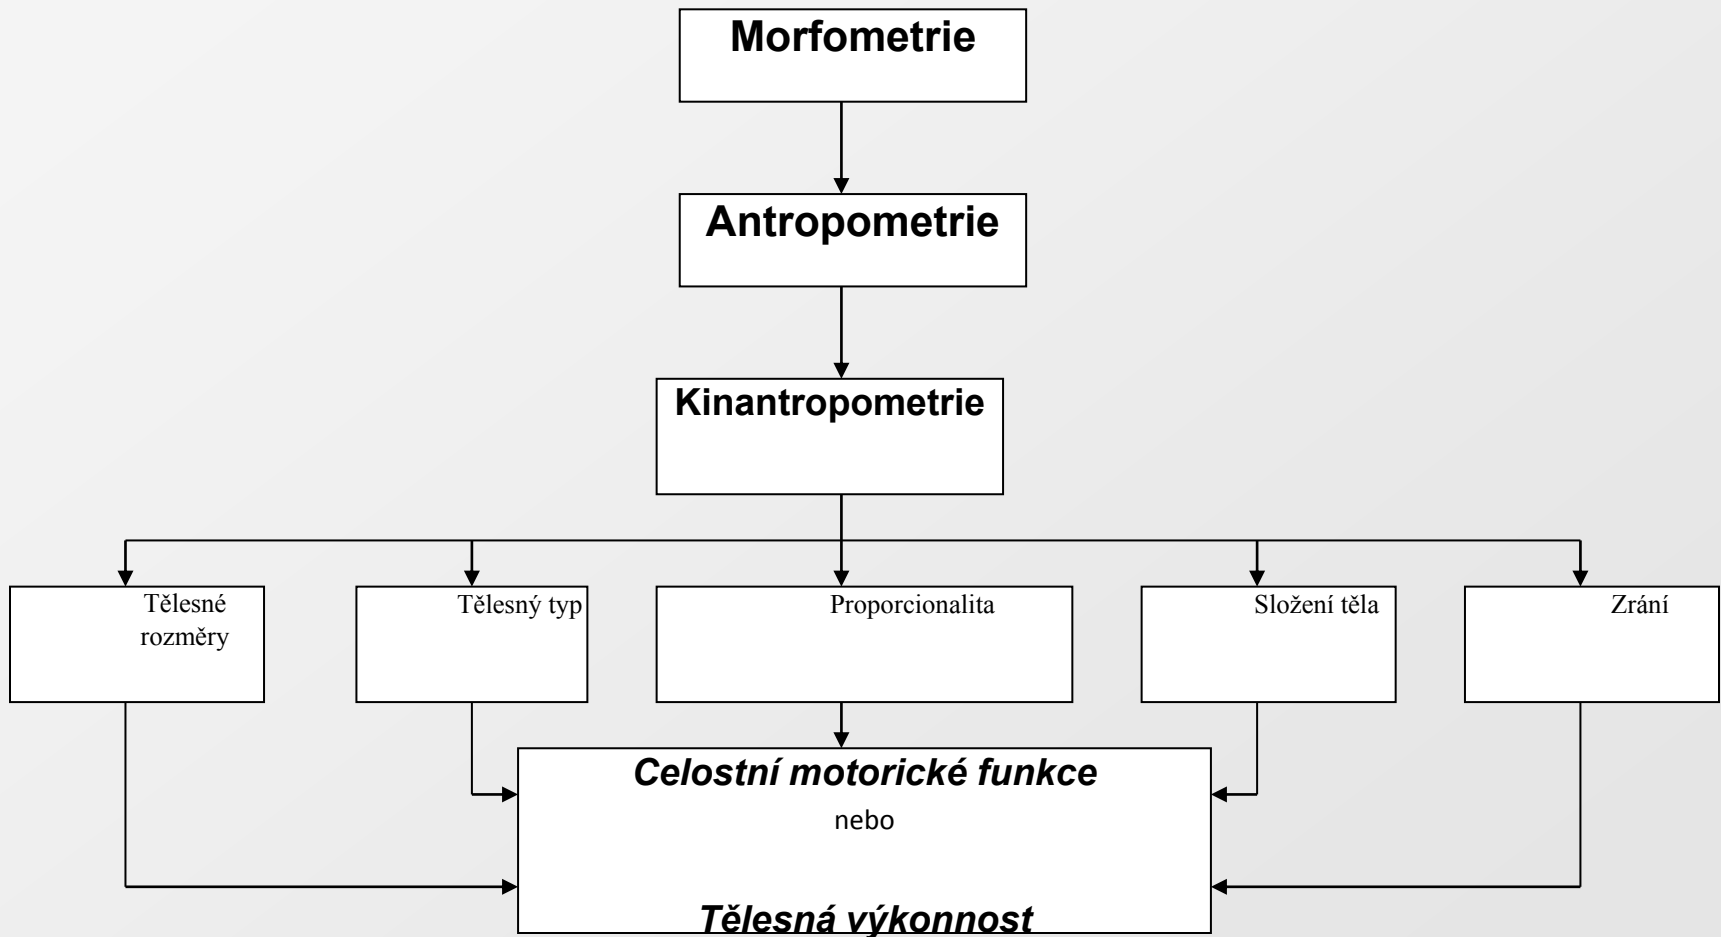 Morfometrie
Antropometrie
Kinantropometrie
Tělesné
rozměry
Tělesný typ
Proporcionalita
Složení těla
Zrání
Celostní motorické funkce
nebo
Tělesná výkonnost